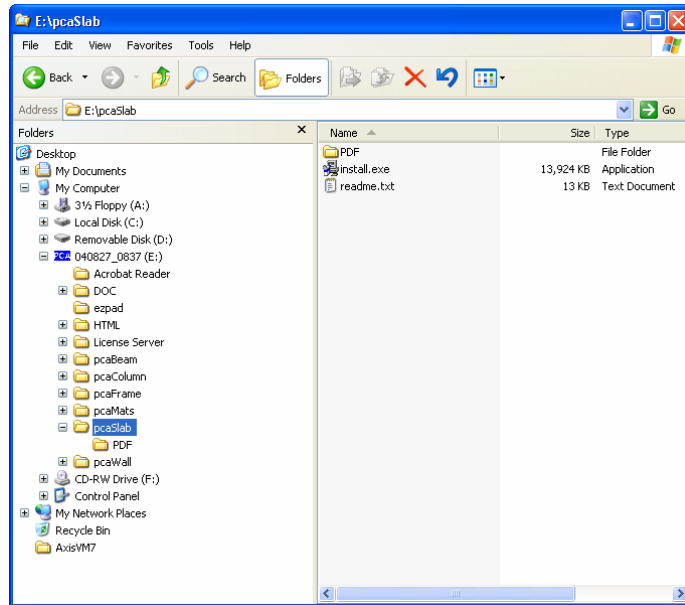 E:\pcaSlab
File Edit View Favorites Tools Help
Back Search Folders
Address E:\pcaSlab Go
Folders x
Name Size Type
PDF File Folder
install.exe 13,924 KB Application
readme.txt 13 KB Text Document
Desktop
My Documents
My Computer
3½ Floppy (A:)
Local Disk (C:)
Removable Disk (D:)
PCA 040827_0837 (E:)
Acrobat Reader
DOC
ezpad
HTML
License Server
pcaBeam
pcaColumn
pcaFrame
pcaMats
pcaSlab
PDF
pcaWall
CD-RW Drive (F:)
Control Panel
My Network Places
Recycle Bin
AxisVM7